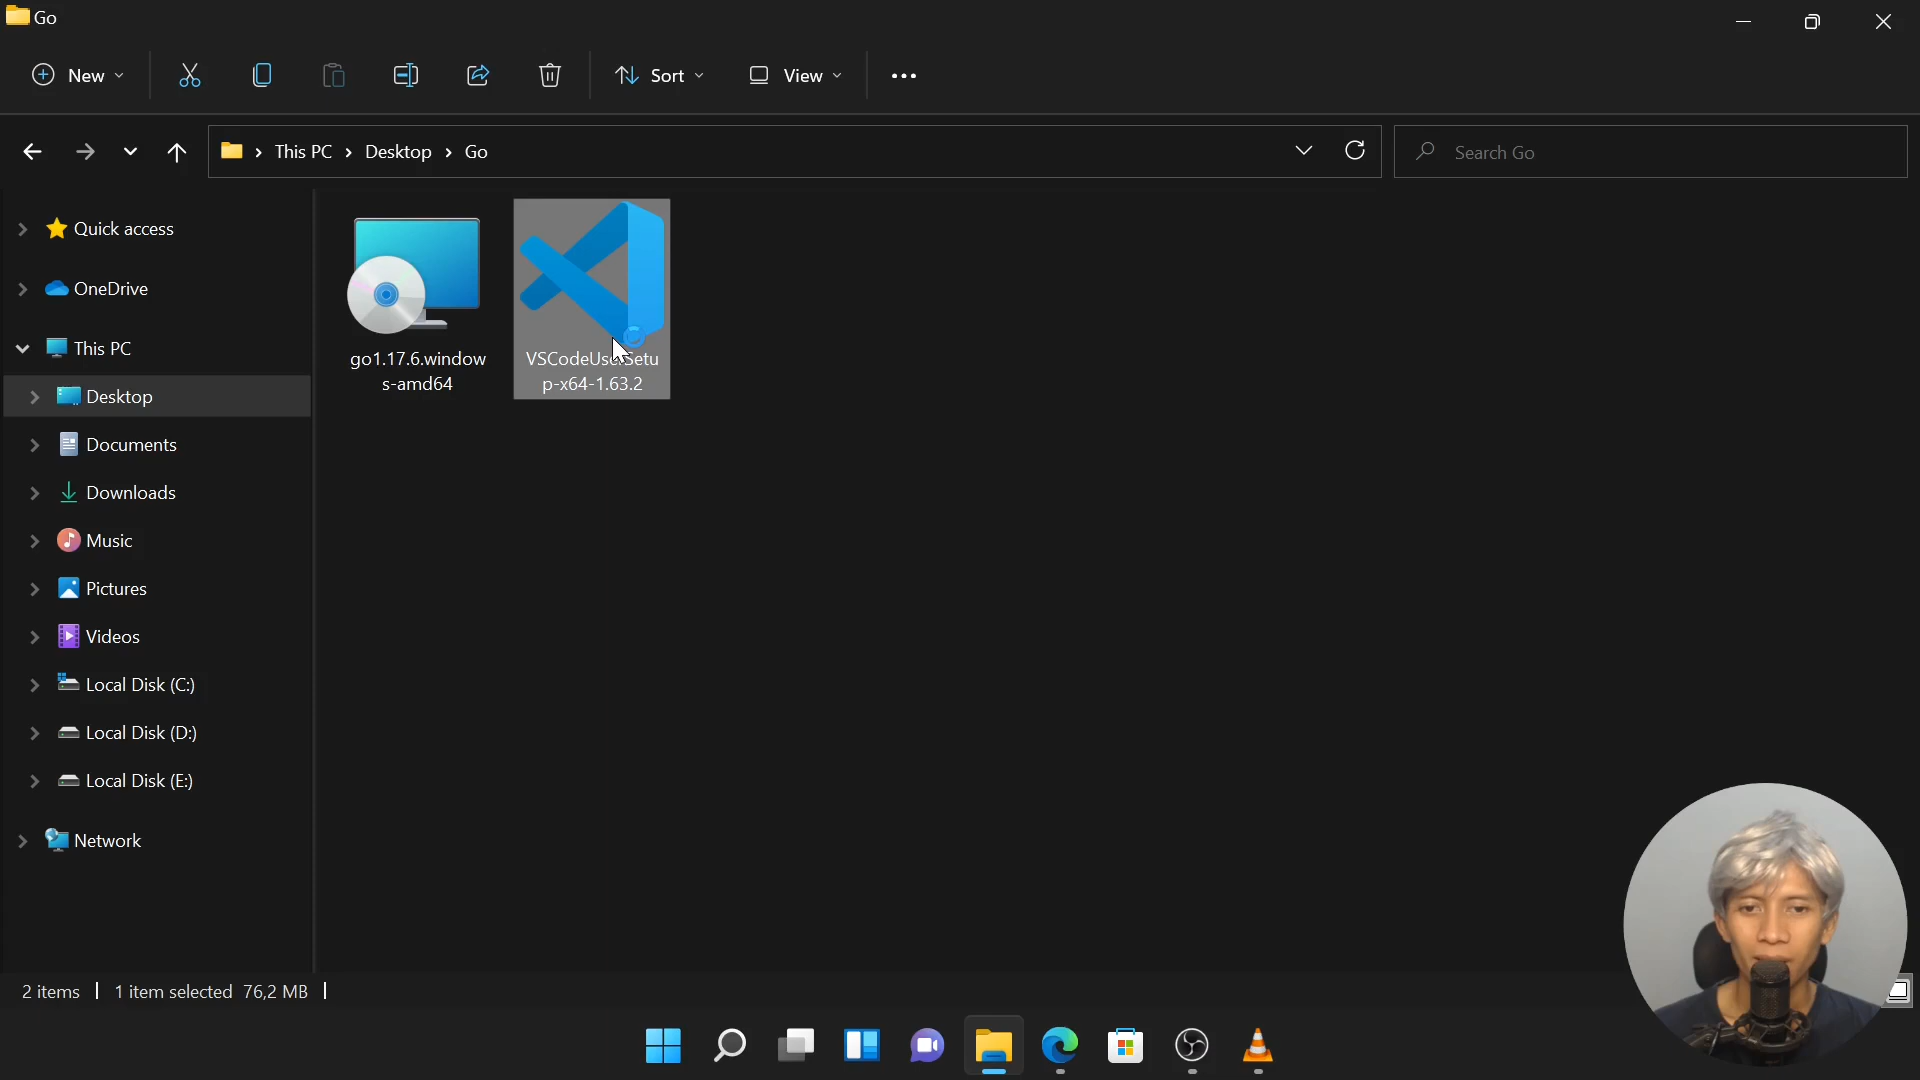 Go
New
Sort
View
This PC
Desktop
Go
Search Go
Quick access
OneDrive
This PC
Desktop
Documents
Downloads
Music
Pictures
Videos
Local Disk (C:)
Local Disk (D:)
Local Disk (E:)
Network
go1.17.6.window
s-amd64
VSCodeUserSetu
p-x64-1.63.2
2 items
1 item selected 76,2 MB